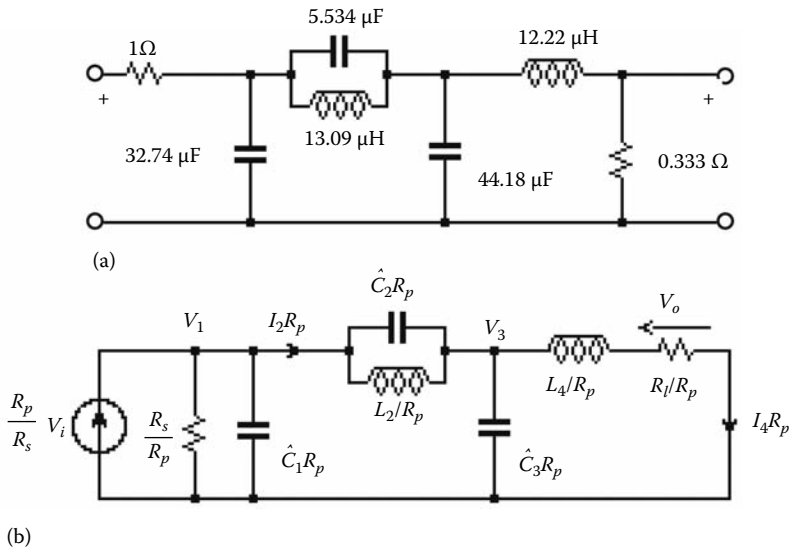 5.534 μF
1Ω
12.22 μH
+
+
13.09 μH
32.74 μF
0.333 Ω
44.18 μF
(a)
Ĉ₂Rₚ
V₁
I₂Rₚ
V₃
Vₒ
Rₚ/Rₛ Vᵢ
Rₛ/Rₚ
L₂/Rₚ
L₄/Rₚ
Rₗ/Rₚ
I₄Rₚ
Ĉ₁Rₚ
Ĉ₃Rₚ
(b)